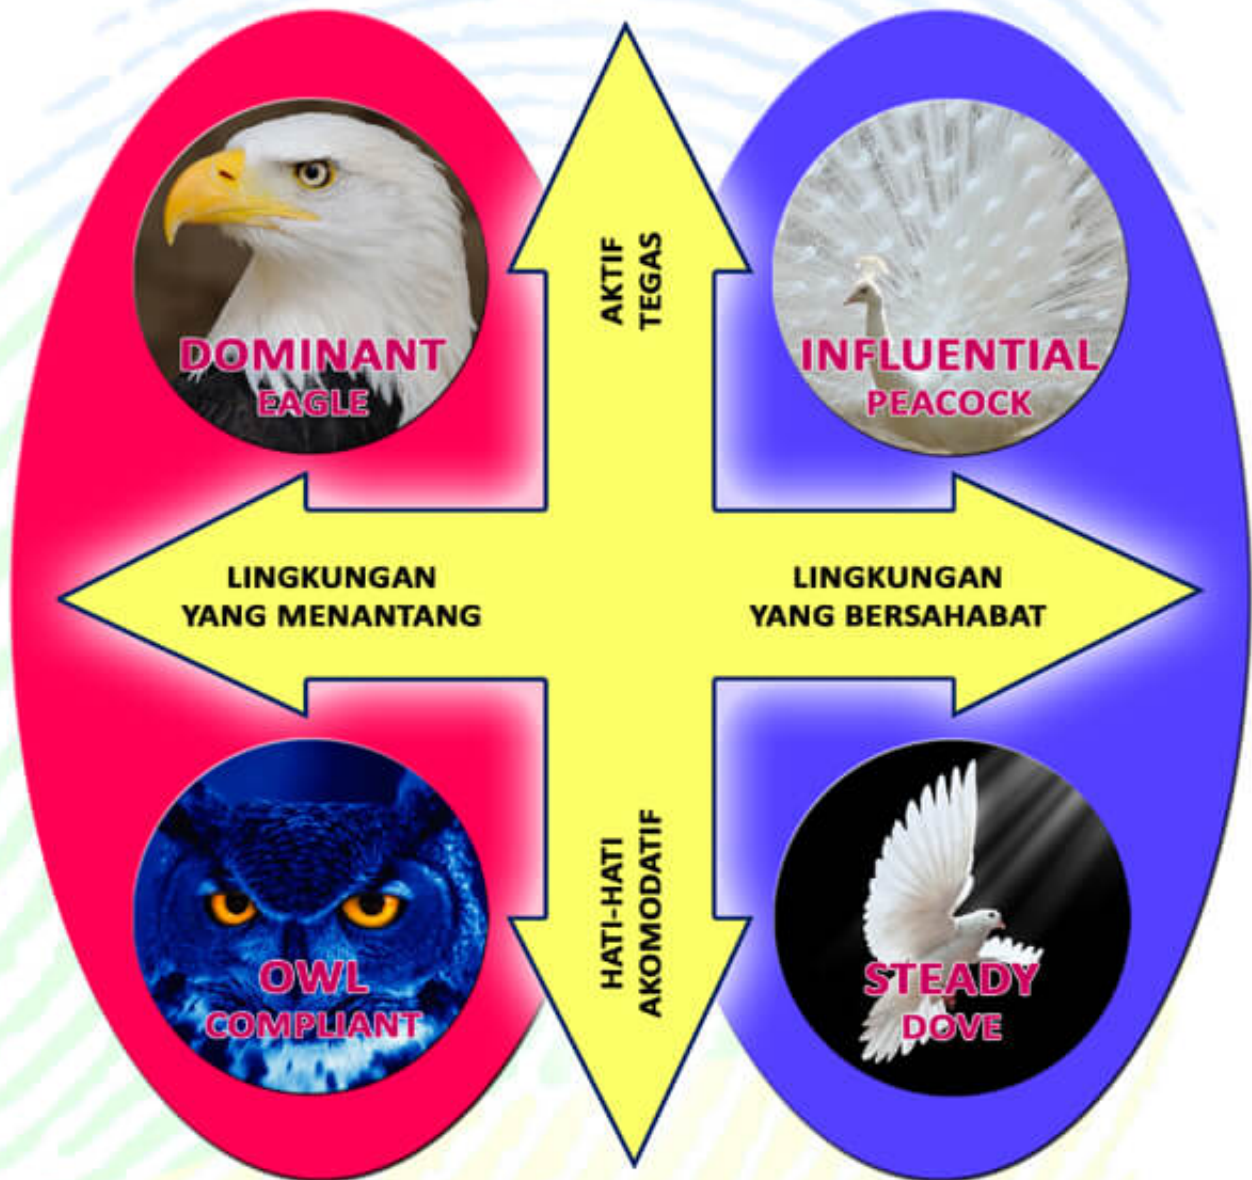 DOMINANT
EAGLE
INFLUENTIAL
PEACOCK
AKTIF
TEGAS
LINGKUNGAN
YANG MENANTANG
LINGKUNGAN
YANG BERSAHABAT
HATI-HATI
AKOMODATIF
OWL
COMPLIANT
STEADY
DOVE